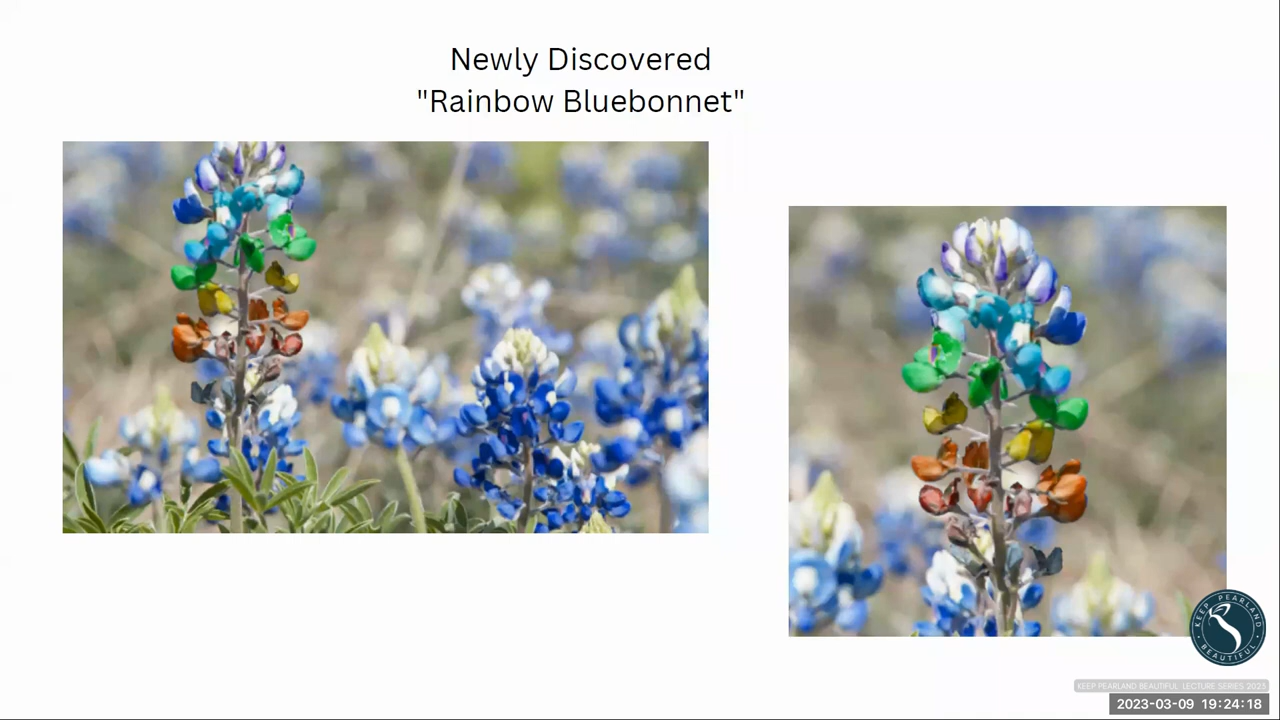 Newly Discovered
"Rainbow Bluebonnet"
KEEP PEARLAND
BEAUTIFUL
KEEP PEARLAND BEAUTIFUL LECTURE SERIES 2023
2023-03-09 19:24:18